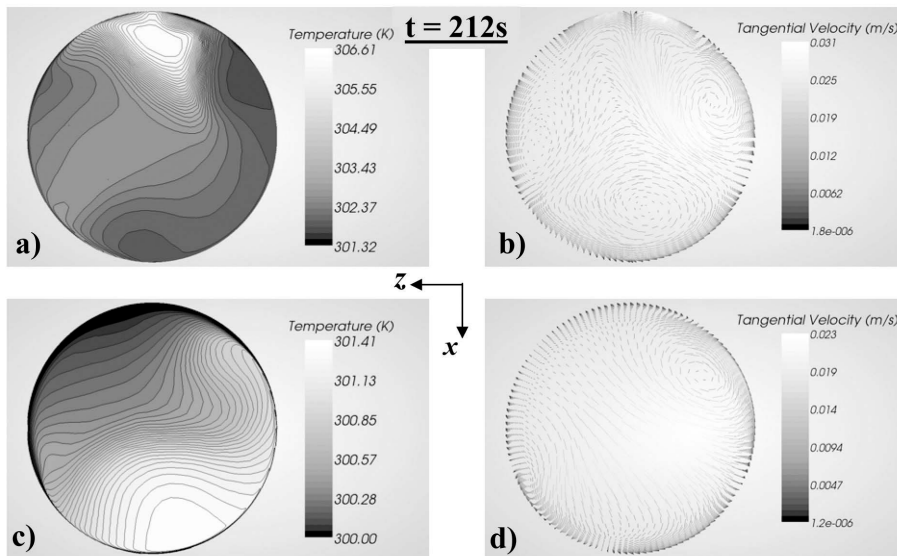 t = 212s
Temperature (K)
306.61
305.55
304.49
303.43
302.37
301.32
a)
Tangential Velocity (m/s)
0.031
0.025
0.019
0.012
0.0062
1.8e-006
b)
z
x
Temperature (K)
301.41
301.13
300.85
300.57
300.28
300.00
c)
Tangential Velocity (m/s)
0.023
0.019
0.014
0.0094
0.0047
1.2e-006
d)